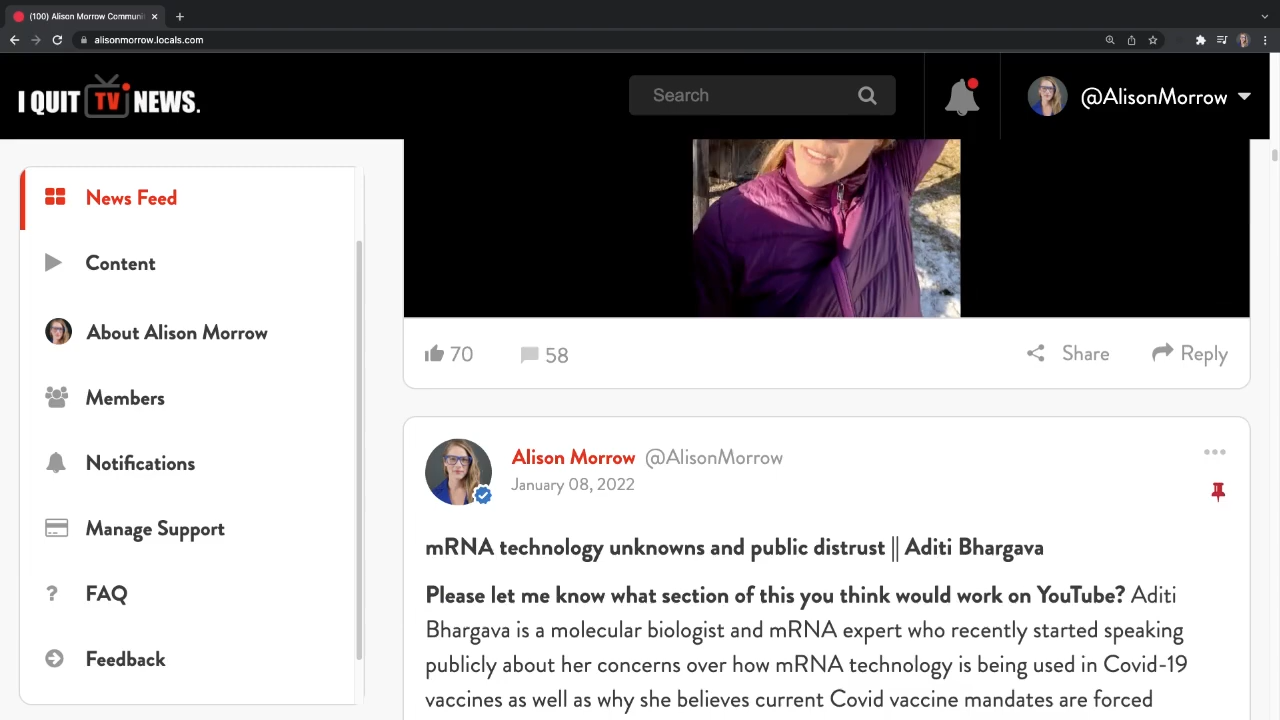 (100) Alison Morrow Communi
alisonmorrow.locals.com
I QUIT TV NEWS.
Search
@AlisonMorrow
News Feed
Content
About Alison Morrow
Members
Notifications
Manage Support
? FAQ
Feedback
70
58
Share
Reply
Alison Morrow @AlisonMorrow
January 08, 2022
mRNA technology unknowns and public distrust || Aditi Bhargava
Please let me know what section of this you think would work on YouTube? Aditi
Bhargava is a molecular biologist and mRNA expert who recently started speaking
publicly about her concerns over how mRNA technology is being used in Covid-19
vaccines as well as why she believes current Covid vaccine mandates are forced